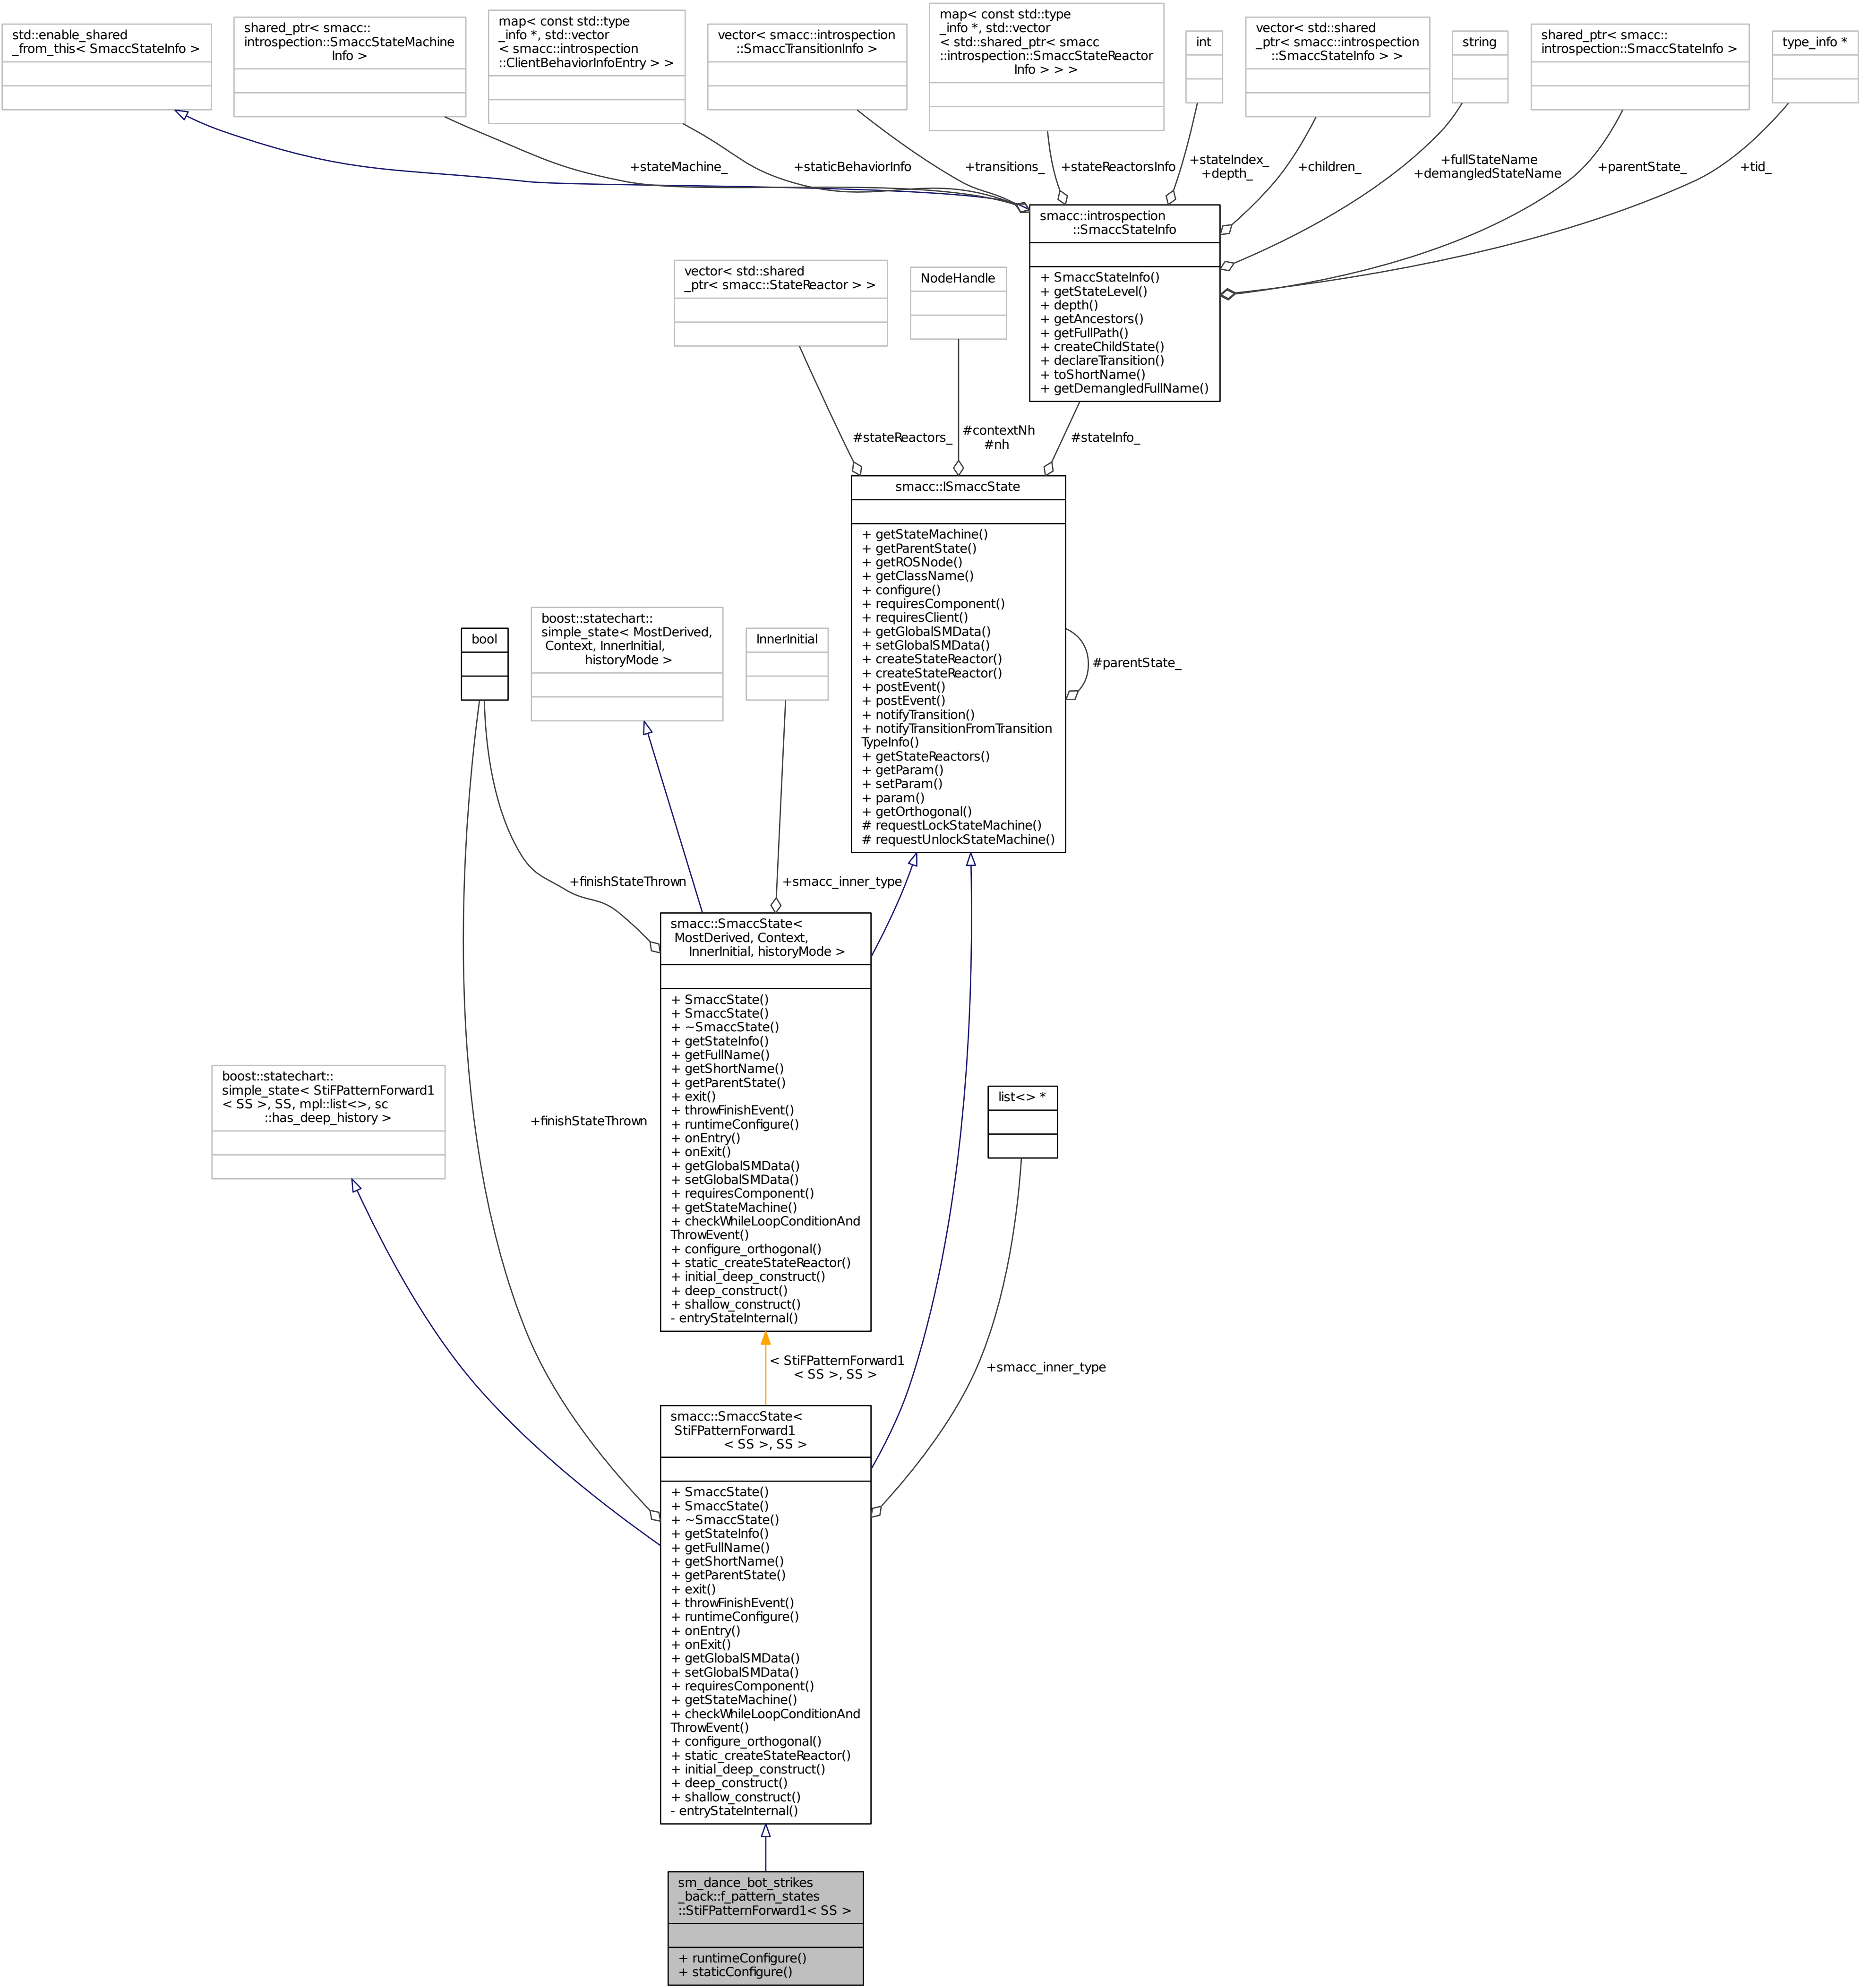 std::enable_shared
_from_this< SmaccStateInfo >
shared_ptr< smacc::
introspection::SmaccStateMachine
Info >
map< const std::type
_info *, std::vector
< smacc::introspection
::ClientBehaviorInfoEntry > >
vector< smacc::introspection
::SmaccTransitionInfo >
map< const std::type
_info *, std::vector
< std::shared_ptr< smacc
::introspection::SmaccStateReactor
Info > > >
int
vector< std::shared
_ptr< smacc::introspection
::SmaccStateInfo > >
string
shared_ptr< smacc::
introspection::SmaccStateInfo >
type_info *
+stateMachine_
+staticBehaviorInfo
+transitions_
+stateReactorsInfo
+stateIndex_
+depth_
+children_
+fullStateName
+demangledStateName
+parentState_
+tid_
smacc::introspection
::SmaccStateInfo
+ SmaccStateInfo()
+ getStateLevel()
+ depth()
+ getAncestors()
+ getFullPath()
+ createChildState()
+ declareTransition()
+ toShortName()
+ getDemangledFullName()
vector< std::shared
_ptr< smacc::StateReactor > >
NodeHandle
#stateReactors_
#contextNh
#nh
#stateInfo_
smacc::ISmaccState
+ getStateMachine()
+ getParentState()
+ getROSNode()
+ getClassName()
+ configure()
+ requiresComponent()
+ requiresClient()
+ getGlobalSMData()
+ setGlobalSMData()
+ createStateReactor()
+ createStateReactor()
+ postEvent()
+ postEvent()
+ notifyTransition()
+ notifyTransitionFromTransition
TypeInfo()
+ getStateReactors()
+ getParam()
+ setParam()
+ param()
+ getOrthogonal()
# requestLockStateMachine()
# requestUnlockStateMachine()
#parentState_
bool
boost::statechart::
simple_state< MostDerived,
Context, InnerInitial,
historyMode >
InnerInitial
+finishStateThrown
+smacc_inner_type
smacc::SmaccState<
MostDerived, Context,
InnerInitial, historyMode >
+ SmaccState()
+ SmaccState()
+ ~SmaccState()
+ getStateInfo()
+ getFullName()
+ getShortName()
+ getParentState()
+ exit()
+ throwFinishEvent()
+ runtimeConfigure()
+ onEntry()
+ onExit()
+ getGlobalSMData()
+ setGlobalSMData()
+ requiresComponent()
+ getStateMachine()
+ checkWhileLoopConditionAnd
ThrowEvent()
+ configure_orthogonal()
+ static_createStateReactor()
+ initial_deep_construct()
+ deep_construct()
+ shallow_construct()
- entryStateInternal()
boost::statechart::
simple_state< StiFPatternForward1
< SS >, SS, mpl::list<>, sc
::has_deep_history >
+finishStateThrown
list<> *
< StiFPatternForward1
< SS >, SS >
+smacc_inner_type
smacc::SmaccState<
StiFPatternForward1
< SS >, SS >
+ SmaccState()
+ SmaccState()
+ ~SmaccState()
+ getStateInfo()
+ getFullName()
+ getShortName()
+ getParentState()
+ exit()
+ throwFinishEvent()
+ runtimeConfigure()
+ onEntry()
+ onExit()
+ getGlobalSMData()
+ setGlobalSMData()
+ requiresComponent()
+ getStateMachine()
+ checkWhileLoopConditionAnd
ThrowEvent()
+ configure_orthogonal()
+ static_createStateReactor()
+ initial_deep_construct()
+ deep_construct()
+ shallow_construct()
- entryStateInternal()
sm_dance_bot_strikes
_back::f_pattern_states
::StiFPatternForward1< SS >
+ runtimeConfigure()
+ staticConfigure()